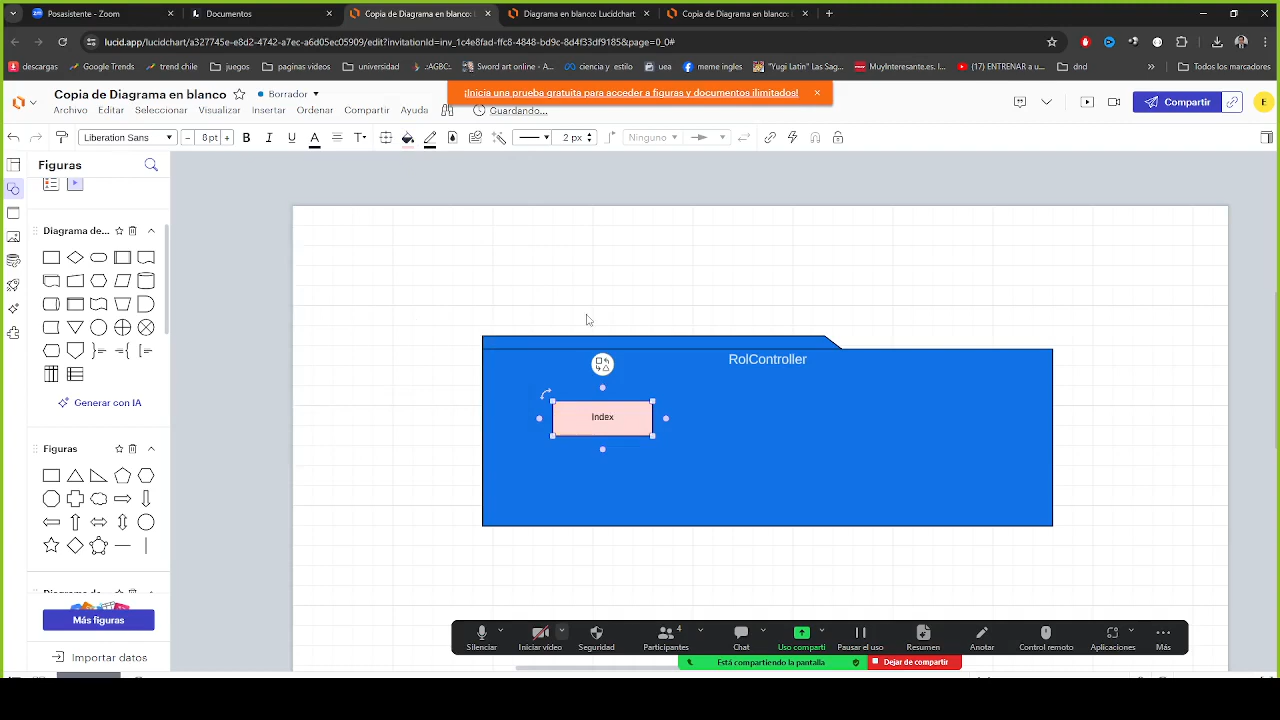 Posasistente - Zoom
Documentos
Copia de Diagrama en blanco:
Diagrama en blanco: Lucidchart
Copia de Diagrama en blanco:
lucid.app/lucidchart/a327745e-e8d2-4742-a7ec-a6d05ec05909/edit?invitationId=inv_1c4e8fad-ffc8-4848-bd9c-8d4f33df9185&page=0_0#
descargas
Google Trends
trend chile
juegos
paginas videos
universidad
Sword art online - A...
ciencia y estilo
uea
meme ingles
"Yugi Latin" Las Sag...
MuyInteresante.es. I...
(17) ENTRENAR a u...
dnd
Todos los marcadores
Copia de Diagrama en blanco
Borrador
¡Inicia una prueba gratuita para acceder a figuras y documentos ilimitados!
Archivo
Editar
Seleccionar
Visualizar
Insertar
Ordenar
Compartir
Ayuda
Guardando...
Compartir
E
Liberation Sans
8pt
B
I
U
A
T
2 px
Ninguno
Figuras
Diagrama de...
Generar con IA
Figuras
Más figuras
Importar datos
RolController
Index
Silenciar
Iniciar video
Seguridad
Participantes
4
Chat
Uso comparti
Pausar el uso
Resumen
Anotar
Control remoto
Aplicaciones
Más
Está compartiendo la pantalla
Dejar de compartir